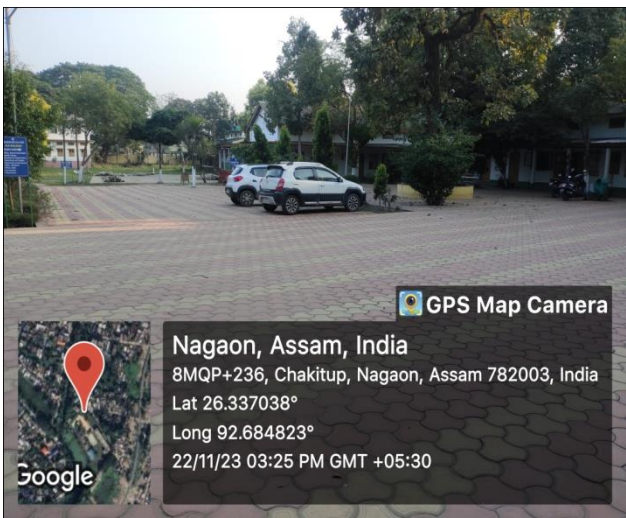 GPS Map Camera
Nagaon, Assam, India
8MQP+236, Chakitup, Nagaon, Assam 782003, India
Lat 26.337038°
Long 92.684823°
22/11/23 03:25 PM GMT +05:30
Google